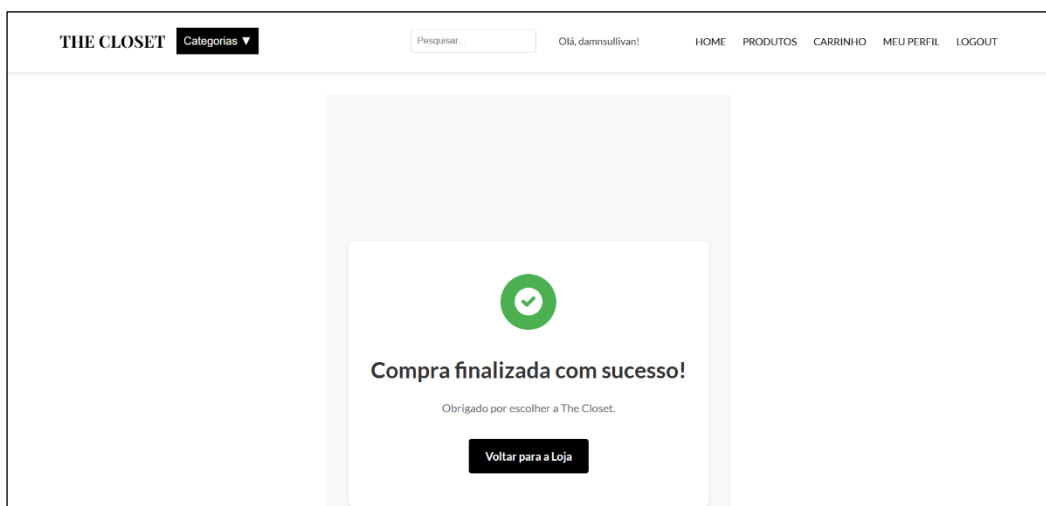 THE CLOSET Categorias ▼ Pesquisar... Olá, damnsullivan! HOME PRODUTOS CARRINHO MEU PERFIL LOGOUT
Compra finalizada com sucesso!
Obrigado por escolher a The Closet.
Voltar para a Loja